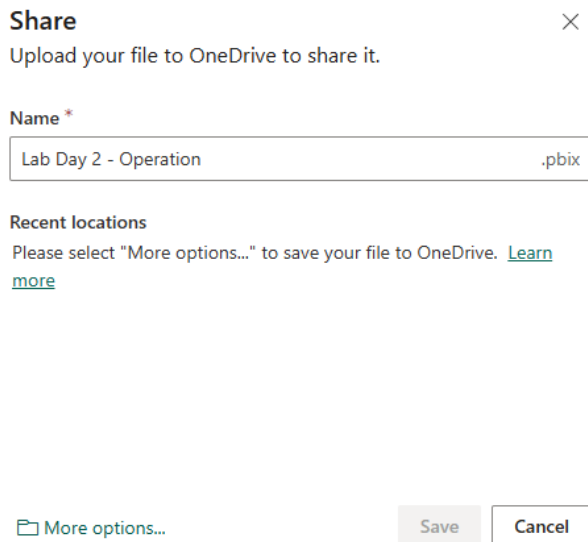 Share
Upload your file to OneDrive to share it.
Name *
Lab Day 2 - Operation .pbix
Recent locations
Please select "More options..." to save your file to OneDrive. Learn
more
More options... Save Cancel